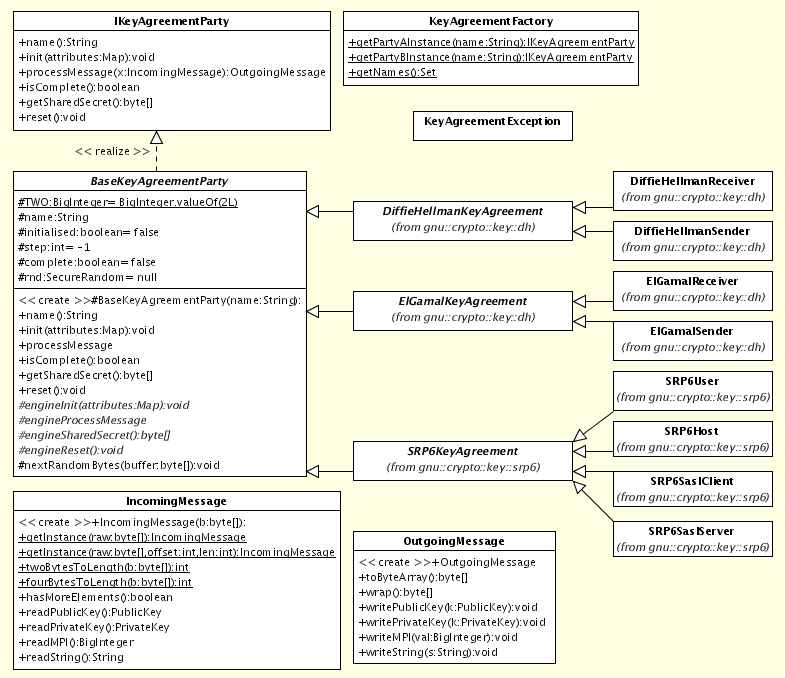 IKeyAgreementParty
+name():String
+init(attributes:Map):void
+processMessage(x:IncomingMessage):OutgoingMessage
+isComplete():boolean
+getSharedSecret():byte[]
+reset():void
KeyAgreementFactory
+getPartyAInstance(name:String):IKeyAgreementParty
+getPartyBInstance(name:String):IKeyAgreementParty
+getNames():Set
KeyAgreementException
<< realize >>
BaseKeyAgreementParty
#TWO:BigInteger= BigInteger.valueOf(2L)
#name:String
#initialised:boolean= false
#step:int= -1
#complete:boolean= false
#rnd:SecureRandom= null
<< create >>#BaseKeyAgreementParty(name:String):
+name():String
+init(attributes:Map):void
+processMessage
+isComplete():boolean
+getSharedSecret():byte[]
+reset():void
#engineInit(attributes:Map):void
#engineProcessMessage
#engineSharedSecret():byte[]
#engineReset():void
#nextRandomBytes(buffer:byte[]):void
DiffieHellmanKeyAgreement
(from gnu::crypto::key::dh)
ElGamalKeyAgreement
(from gnu::crypto::key::dh)
SRP6KeyAgreement
(from gnu::crypto::key::srp6)
DiffieHellmanReceiver
(from gnu::crypto::key::dh)
DiffieHellmanSender
(from gnu::crypto::key::dh)
ElGamalReceiver
(from gnu::crypto::key::dh)
ElGamalSender
(from gnu::crypto::key::dh)
SRP6User
(from gnu::crypto::key::srp6)
SRP6Host
(from gnu::crypto::key::srp6)
SRP6SaslClient
(from gnu::crypto::key::srp6)
SRP6SaslServer
(from gnu::crypto::key::srp6)
IncomingMessage
<< create >>+IncomingMessage(b:byte[]):
+getInstance(raw:byte[]):IncomingMessage
+getInstance(raw:byte[],offset:int,len:int):IncomingMessage
+twoBytesToLength(b:byte[]):int
+fourBytesToLength(b:byte[]):int
+hasMoreElements():boolean
+readPublicKey():PublicKey
+readPrivateKey():PrivateKey
+readMPI():BigInteger
+readString():String
OutgoingMessage
<< create >>+OutgoingMessage
+toByteArray():byte[]
+wrap():byte[]
+writePublicKey(k:PublicKey):void
+writePrivateKey(k:PrivateKey):void
+writeMPI(val:BigInteger):void
+writeString(s:String):void